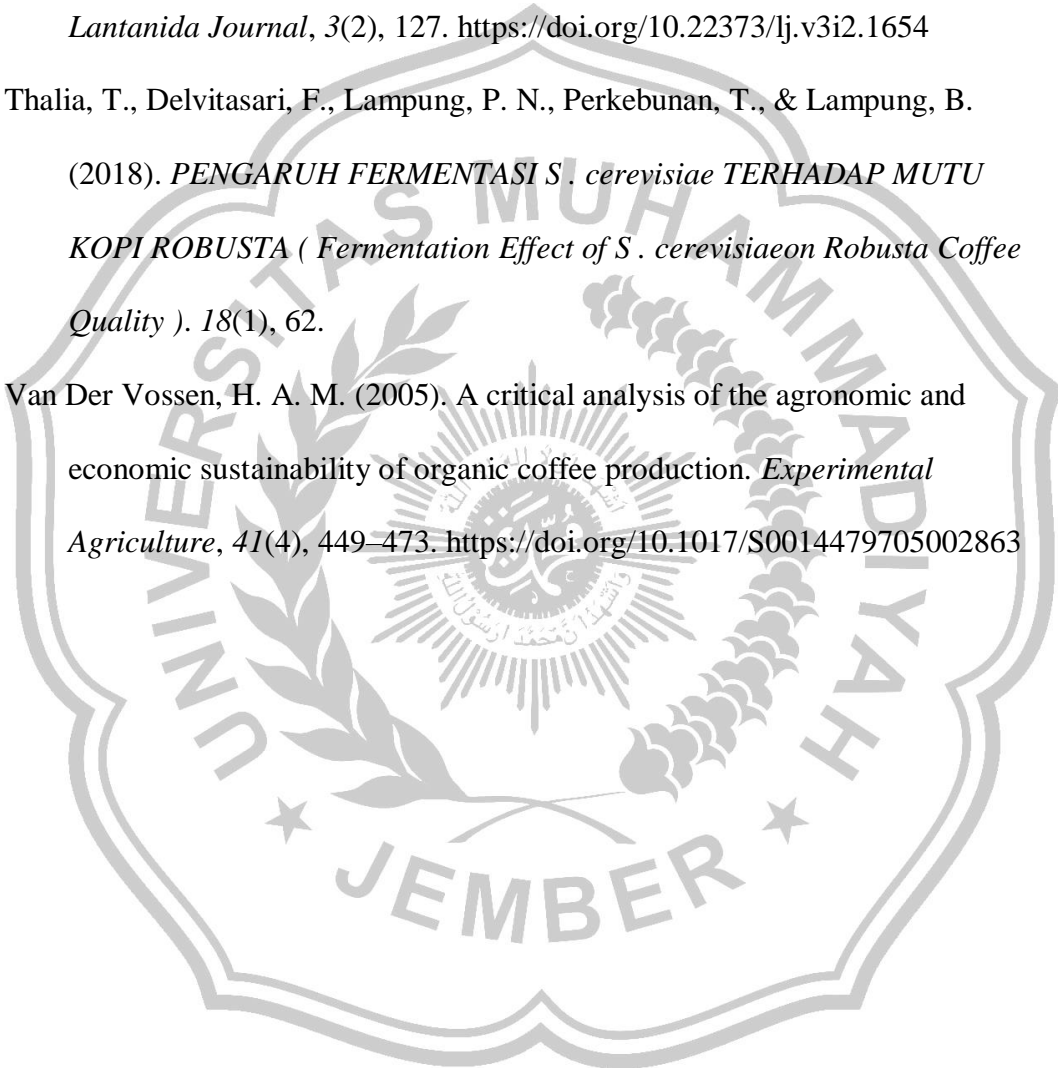 Lantanida Journal, 3(2), 127. https://doi.org/10.22373/lj.v3i2.1654
Thalia, T., Delvitasari, F., Lampung, P. N., Perkebunan, T., & Lampung, B.
(2018). PENGARUH FERMENTASI S . cerevisiae TERHADAP MUTU
KOPI ROBUSTA ( Fermentation Effect of S . cerevisiaeon Robusta Coffee
Quality ). 18(1), 62.
Van Der Vossen, H. A. M. (2005). A critical analysis of the agronomic and
economic sustainability of organic coffee production. Experimental
Agriculture, 41(4), 449–473. https://doi.org/10.1017/S0014479705002863
UNIVERSITAS MUHAMMADIYAH
JEMBER